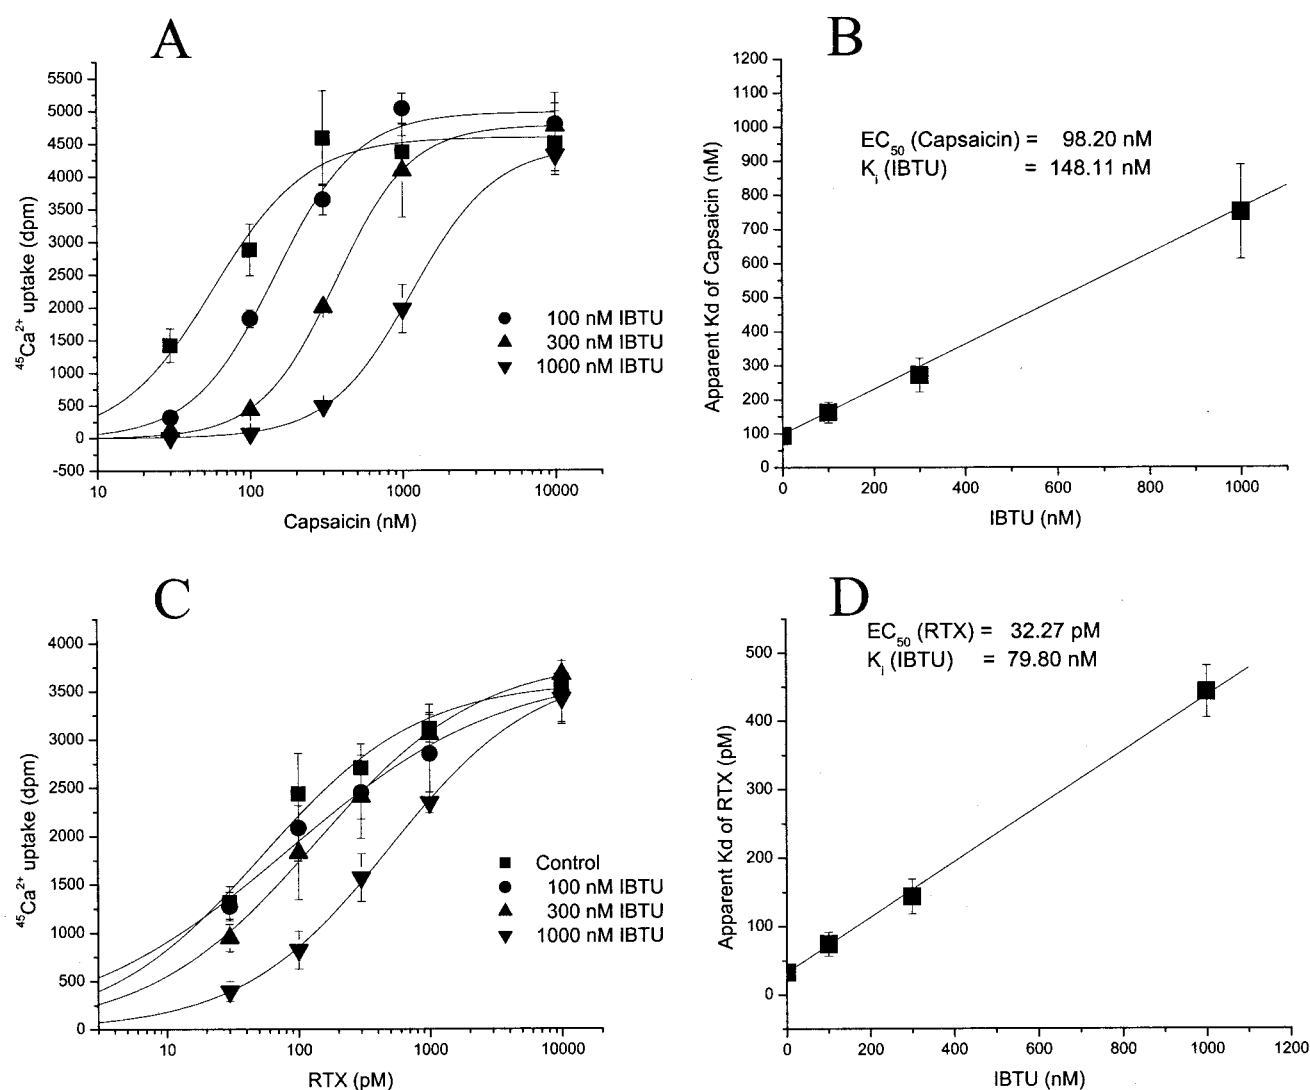 A
5500
5000
4500
4000
3500
3000
2500
2000
1500
1000
500
0
-500
⁴⁵Ca²⁺ uptake (dpm)
100 nM IBTU
300 nM IBTU
1000 nM IBTU
10 100 1000 10000
Capsaicin (nM)
B
1200
1100
1000
900
800
700
600
500
400
300
200
100
0
Apparent Kd of Capsaicin (nM)
EC₅₀ (Capsaicin) = 98.20 nM
Kᵢ (IBTU) = 148.11 nM
0 200 400 600 800 1000
IBTU (nM)
C
4000
3500
3000
2500
2000
1500
1000
500
0
⁴⁵Ca²⁺ uptake (dpm)
Control
100 nM IBTU
300 nM IBTU
1000 nM IBTU
10 100 1000 10000
RTX (pM)
D
500
400
300
200
100
0
Apparent Kd of RTX (pM)
EC₅₀ (RTX) = 32.27 pM
Kᵢ (IBTU) = 79.80 nM
0 200 400 600 800 1000 1200
IBTU (nM)